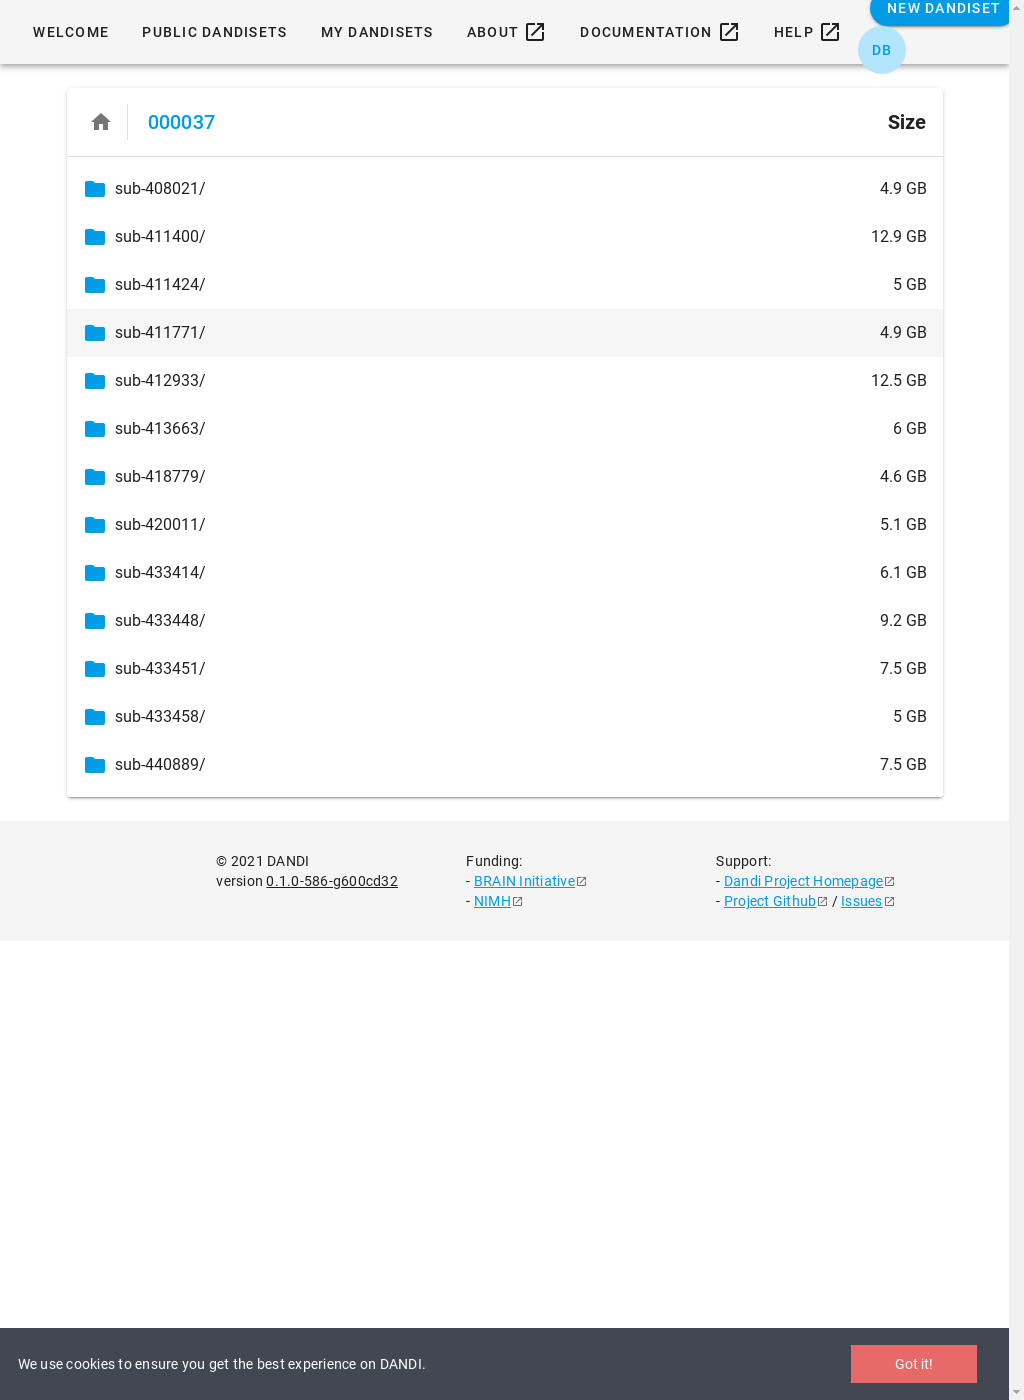 WELCOME PUBLIC DANDISETS MY DANDISETS ABOUT DOCUMENTATION HELP NEW DANDISET
DB
000037 Size
sub-408021/ 4.9 GB
sub-411400/ 12.9 GB
sub-411424/ 5 GB
sub-411771/ 4.9 GB
sub-412933/ 12.5 GB
sub-413663/ 6 GB
sub-418779/ 4.6 GB
sub-420011/ 5.1 GB
sub-433414/ 6.1 GB
sub-433448/ 9.2 GB
sub-433451/ 7.5 GB
sub-433458/ 5 GB
sub-440889/ 7.5 GB
© 2021 DANDI Funding: Support:
version 0.1.0-586-g600cd32 - BRAIN Initiative - Dandi Project Homepage
- NIMH - Project Github / Issues
We use cookies to ensure you get the best experience on DANDI. Got it!